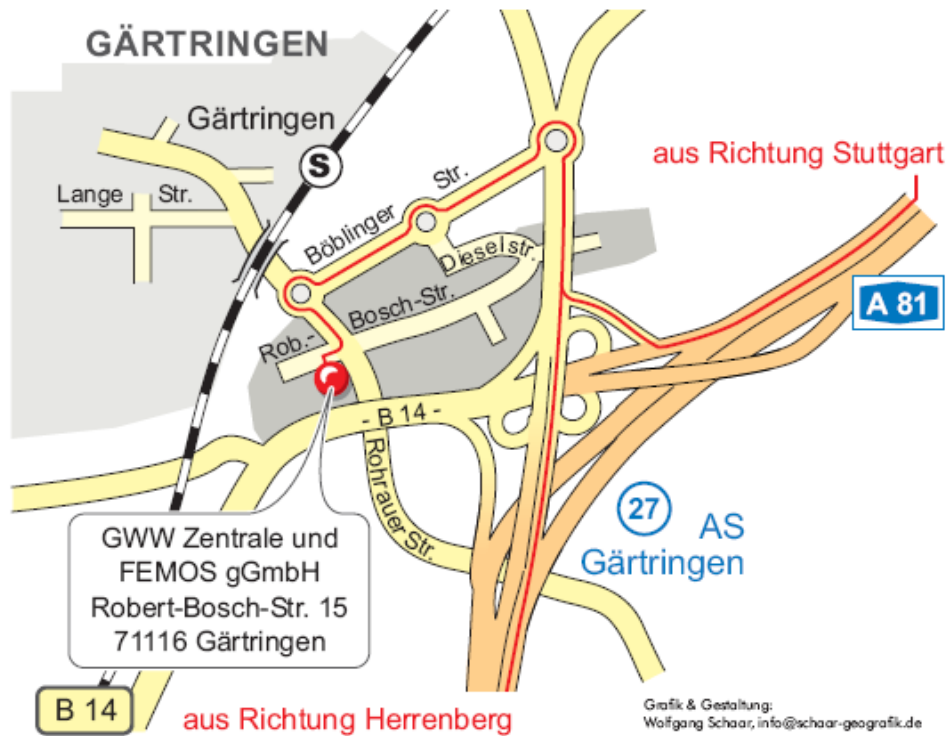 GÄRTRINGEN
Gärtringen
S
aus Richtung Stuttgart
Lange Str.
Böblinger Str.
Dieselstr.
A 81
Rob.-Bosch-Str.
- B 14 -
Rohrauer Str.
27 AS
Gärtringen
GWW Zentrale und
FEMOS gGmbH
Robert-Bosch-Str. 15
71116 Gärtringen
B 14
aus Richtung Herrenberg
Grafik & Gestaltung:
Wolfgang Schaar, info@schaar-geografik.de